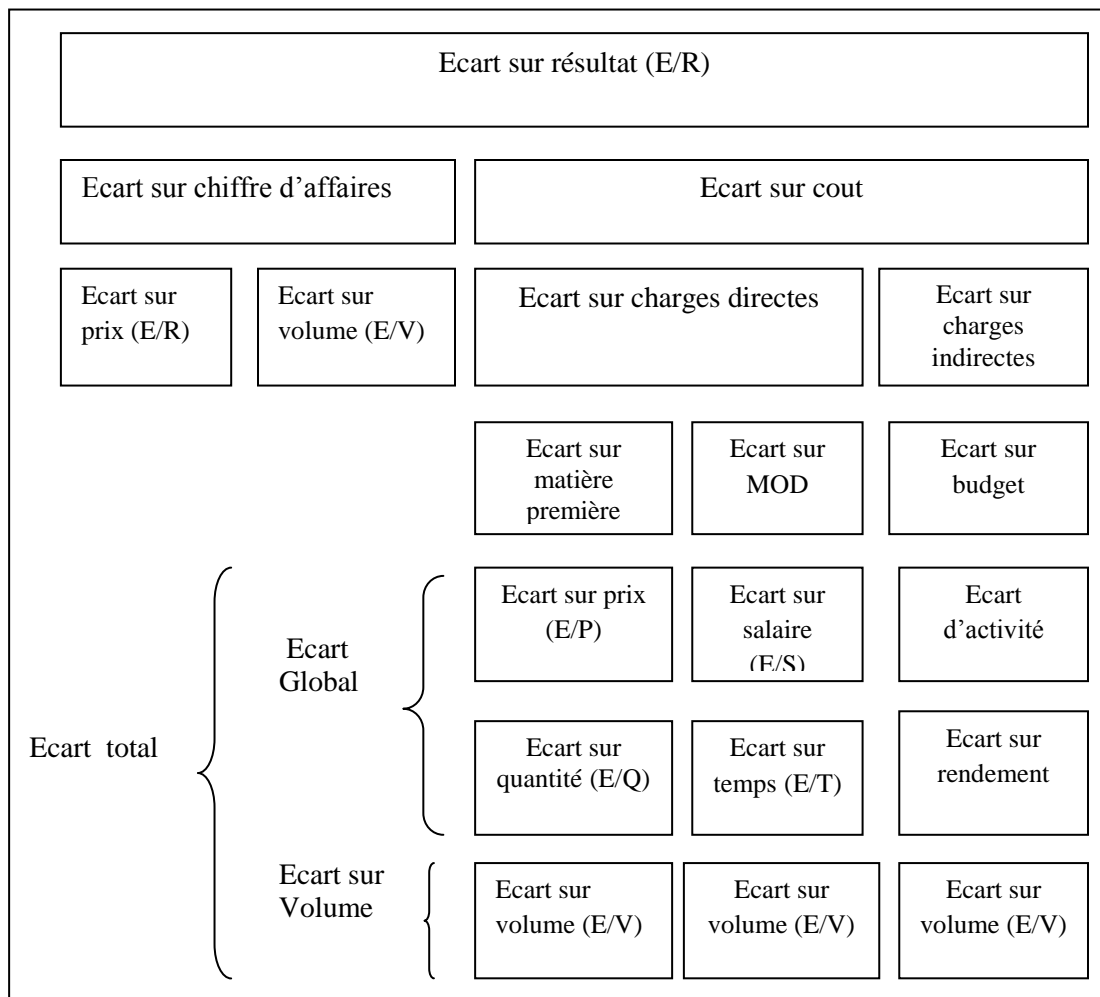 Ecart sur résultat (E/R)
Ecart sur chiffre d’affaires
Ecart sur cout
Ecart sur
prix (E/R)
Ecart sur
volume (E/V)
Ecart sur charges directes
Ecart sur
charges
indirectes
Ecart sur
matière
première
Ecart sur
MOD
Ecart sur
budget
Ecart total
Ecart
Global
Ecart sur prix
(E/P)
Ecart sur
salaire
(E/S)
Ecart
d’activité
Ecart sur
quantité (E/Q)
Ecart sur
temps (E/T)
Ecart sur
rendement
Ecart sur
Volume
Ecart sur
volume (E/V)
Ecart sur
volume (E/V)
Ecart sur
volume (E/V)